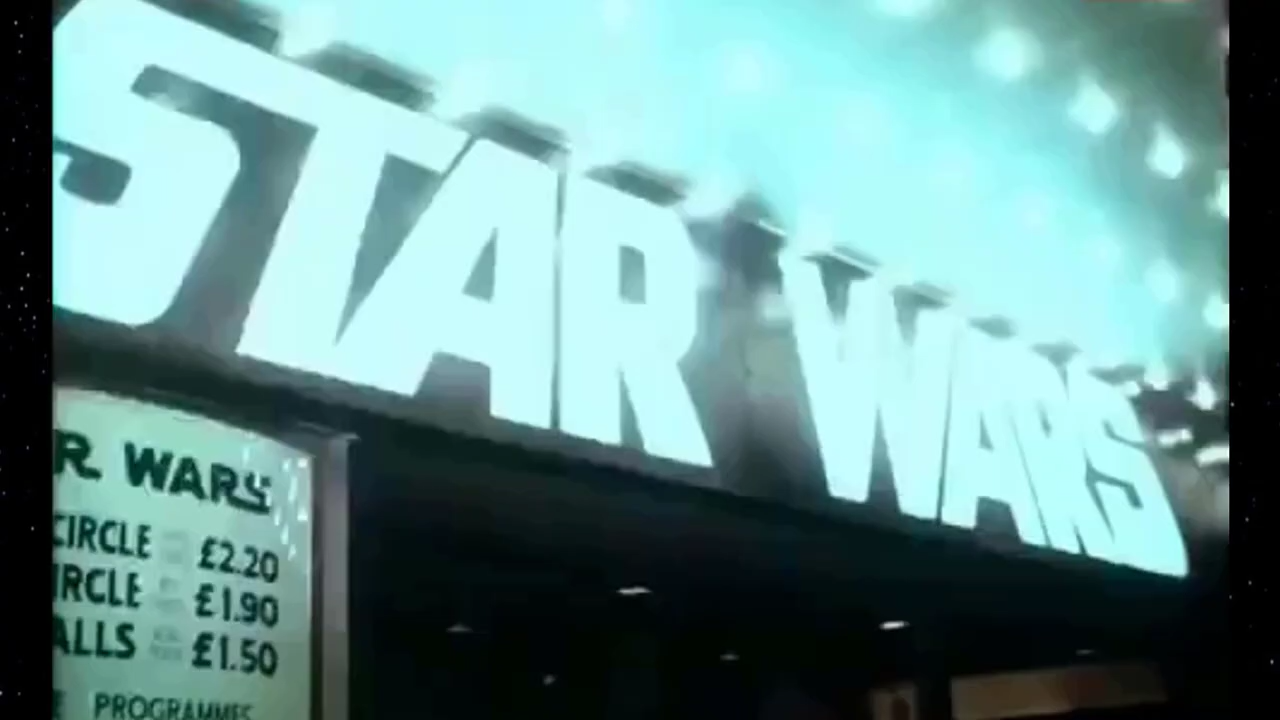 STAR WARS
R WARS
CIRCLE £2.20
IRCLE £1.90
ALLS £1.50
E PROGRAMMES